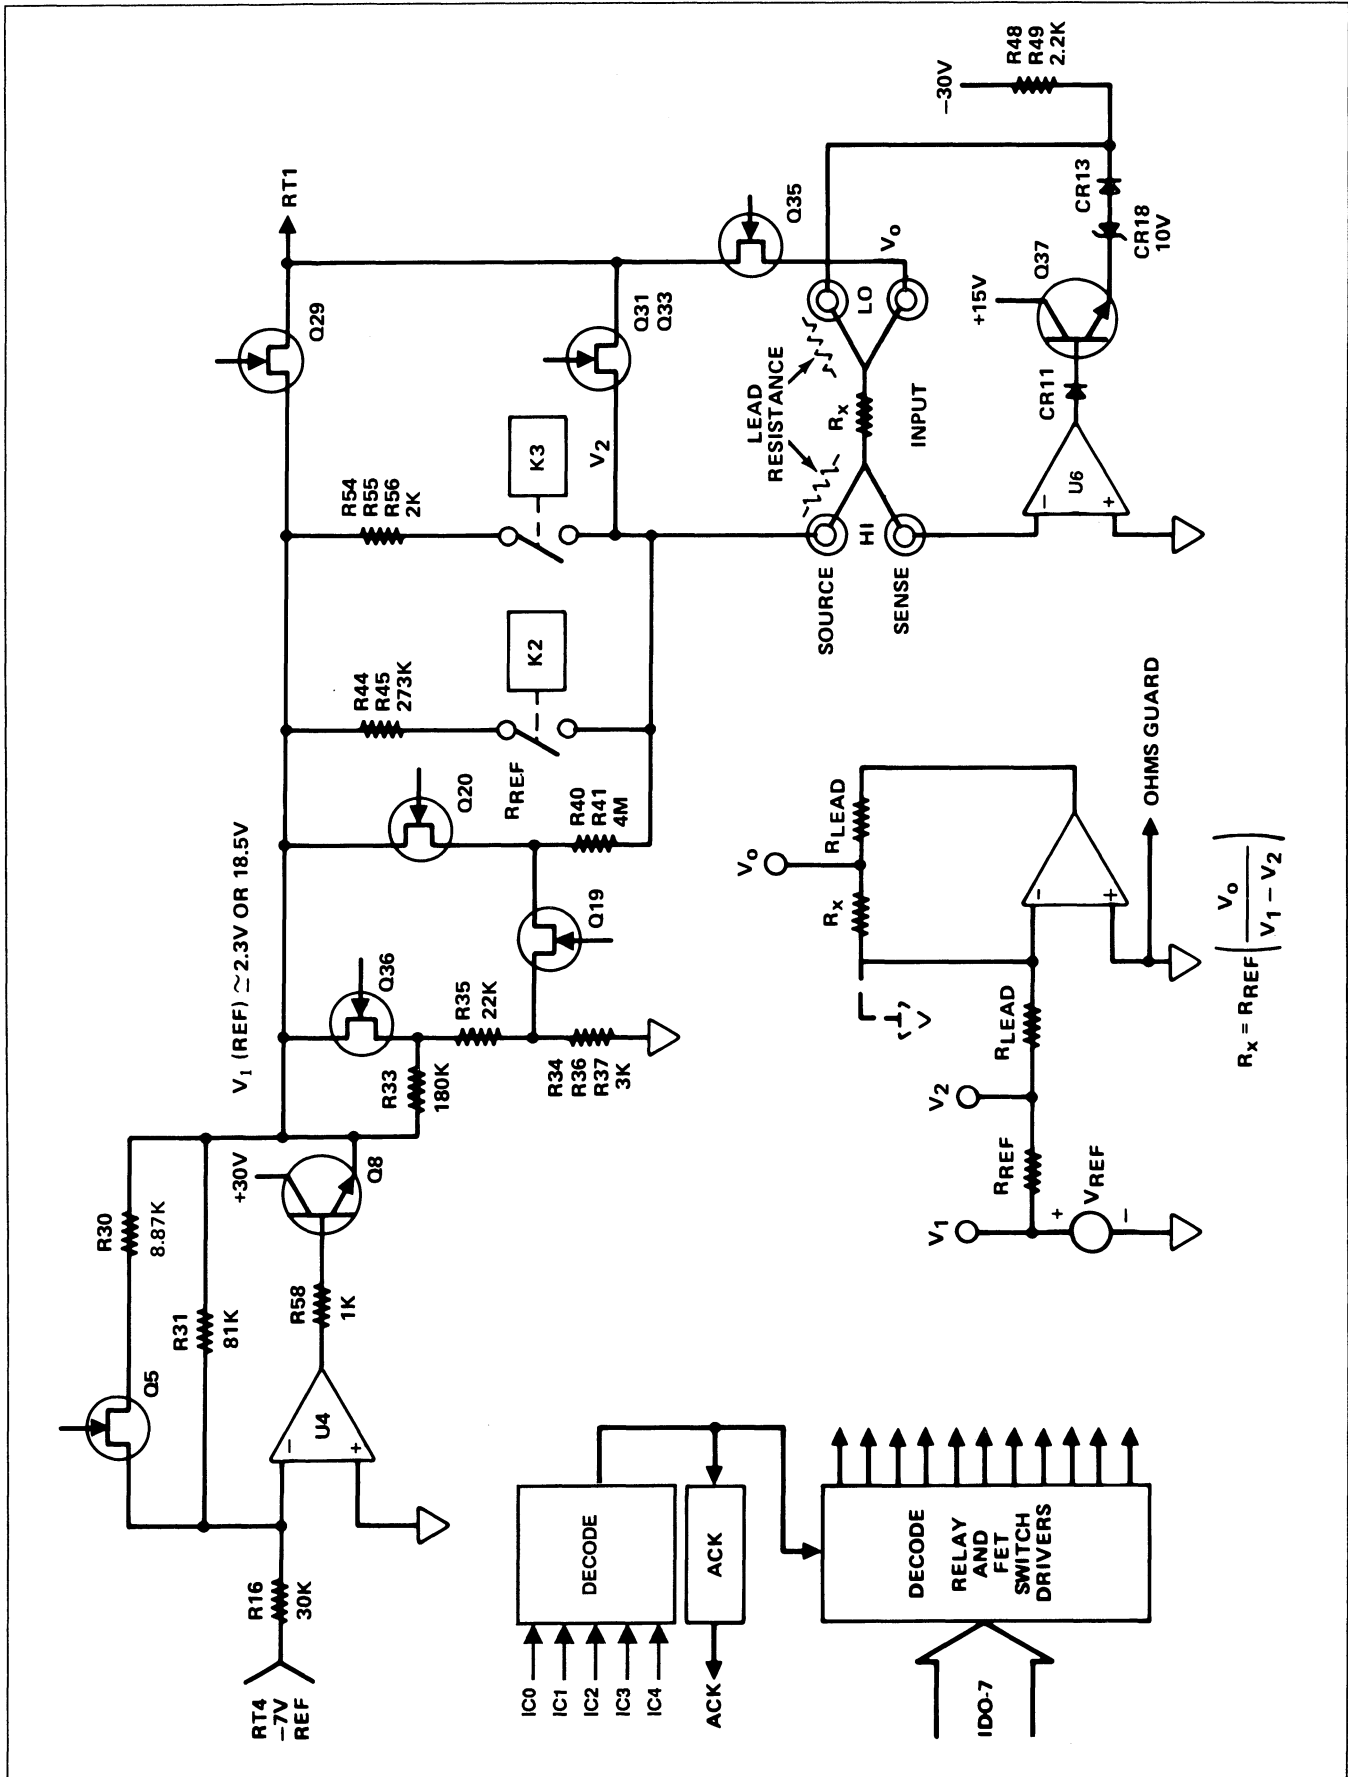 RT4
−7V
REF
R16
30K
Q5
R30
8.87K
R31
81K
U4
−
+
R58
1K
+30V
Q8
V1 (REF) ≃ 2.3V OR 18.5V
R33
180K
Q36
R35
22K
R34
R36
R37
3K
Q19
Q20
R40
R41
4M
R44
R45
273K
RREF
K2
R54
R55
R56
2K
K3
V2
Q29
RT1
Q31
Q33
Q35
Vo
LEAD
RESISTANCE
Rx
INPUT
SOURCE
HI
LO
SENSE
U6
−
+
CR11
Q37
+15V
CR18
10V
CR13
−30V
R48
R49
2.2K
IC0
IC1
IC2
IC3
IC4
DECODE
ACK
ACK
IDO-7
DECODE
RELAY
AND
FET
SWITCH
DRIVERS
V1
RREF
V2
RLEAD
Rx
Vo
RLEAD
+
VREF
−
−
+
OHMS GUARD
Rx = RREF (Vo / V1 − V2)